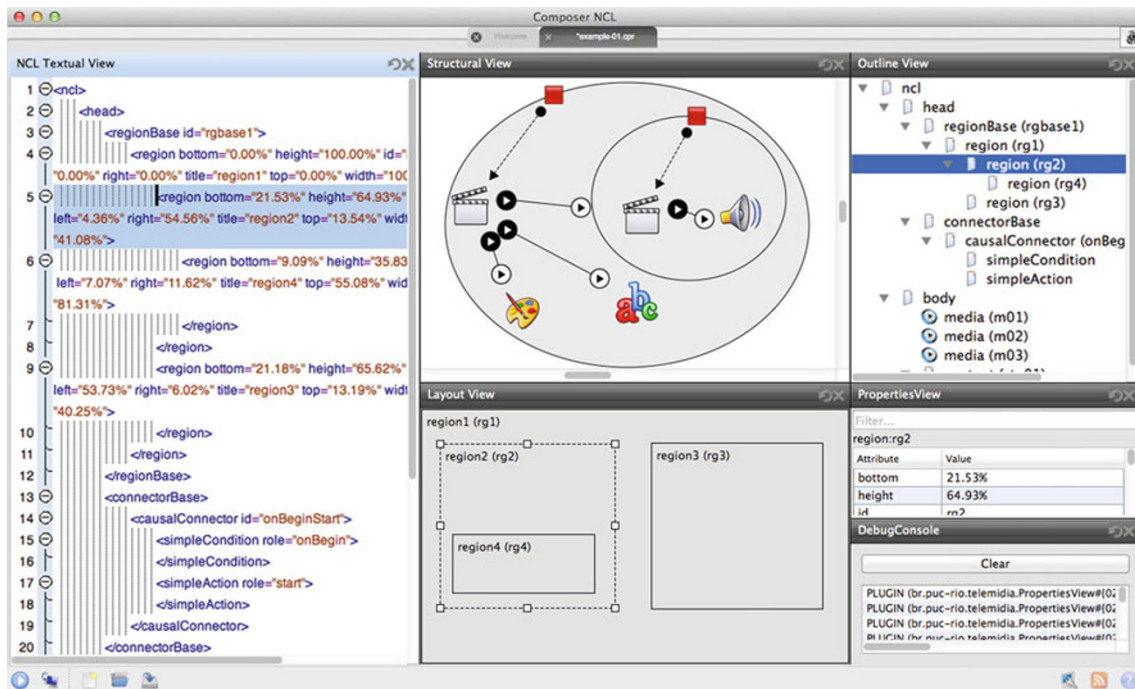 Composer NCL
Welcome
*example-01.cpr
NCL Textual View
1 <ncl>
2 <head>
3 <regionBase id="rgbase1">
4 <region bottom="0.00%" height="100.00%" id="
"0.00%" right="0.00%" title="region1" top="0.00%" width="100
5 <region bottom="21.53%" height="64.93%"
left="4.36%" right="54.56%" title="region2" top="13.54%" wid
"41.08%">
6 <region bottom="9.09%" height="35.83
left="7.07%" right="11.62%" title="region4" top="55.08%" wid
"81.31%">
7 </region>
8 </region>
9 <region bottom="21.18%" height="65.62%"
left="53.73%" right="6.02%" title="region3" top="13.19%" widt
"40.25%">
10 </region>
11 </region>
12 </regionBase>
13 <connectorBase>
14 <causalConnector id="onBeginStart">
15 <simpleCondition role="onBegin">
16 </simpleCondition>
17 <simpleAction role="start">
18 </simpleAction>
19 </causalConnector>
20 </connectorBase>
Structural View
abc
Layout View
region1 (rg1)
region2 (rg2)
region3 (rg3)
region4 (rg4)
Outline View
ncl
head
regionBase (rgbase1)
region (rg1)
region (rg2)
region (rg4)
region (rg3)
connectorBase
causalConnector (onBeg
simpleCondition
simpleAction
body
media (m01)
media (m02)
media (m03)
PropertiesView
Filter...
region:rg2
Attribute Value
bottom 21.53%
height 64.93%
id rg2
DebugConsole
Clear
PLUGIN (br.puc-rio.telemidia.PropertiesView#{02
PLUGIN (br.puc-rio.telemidia.PropertiesView#{02
PLUGIN (br.puc-rio.telemidia.PropertiesView#{02
PLUGIN (br.puc-rio.telemidia.PropertiesView#{02